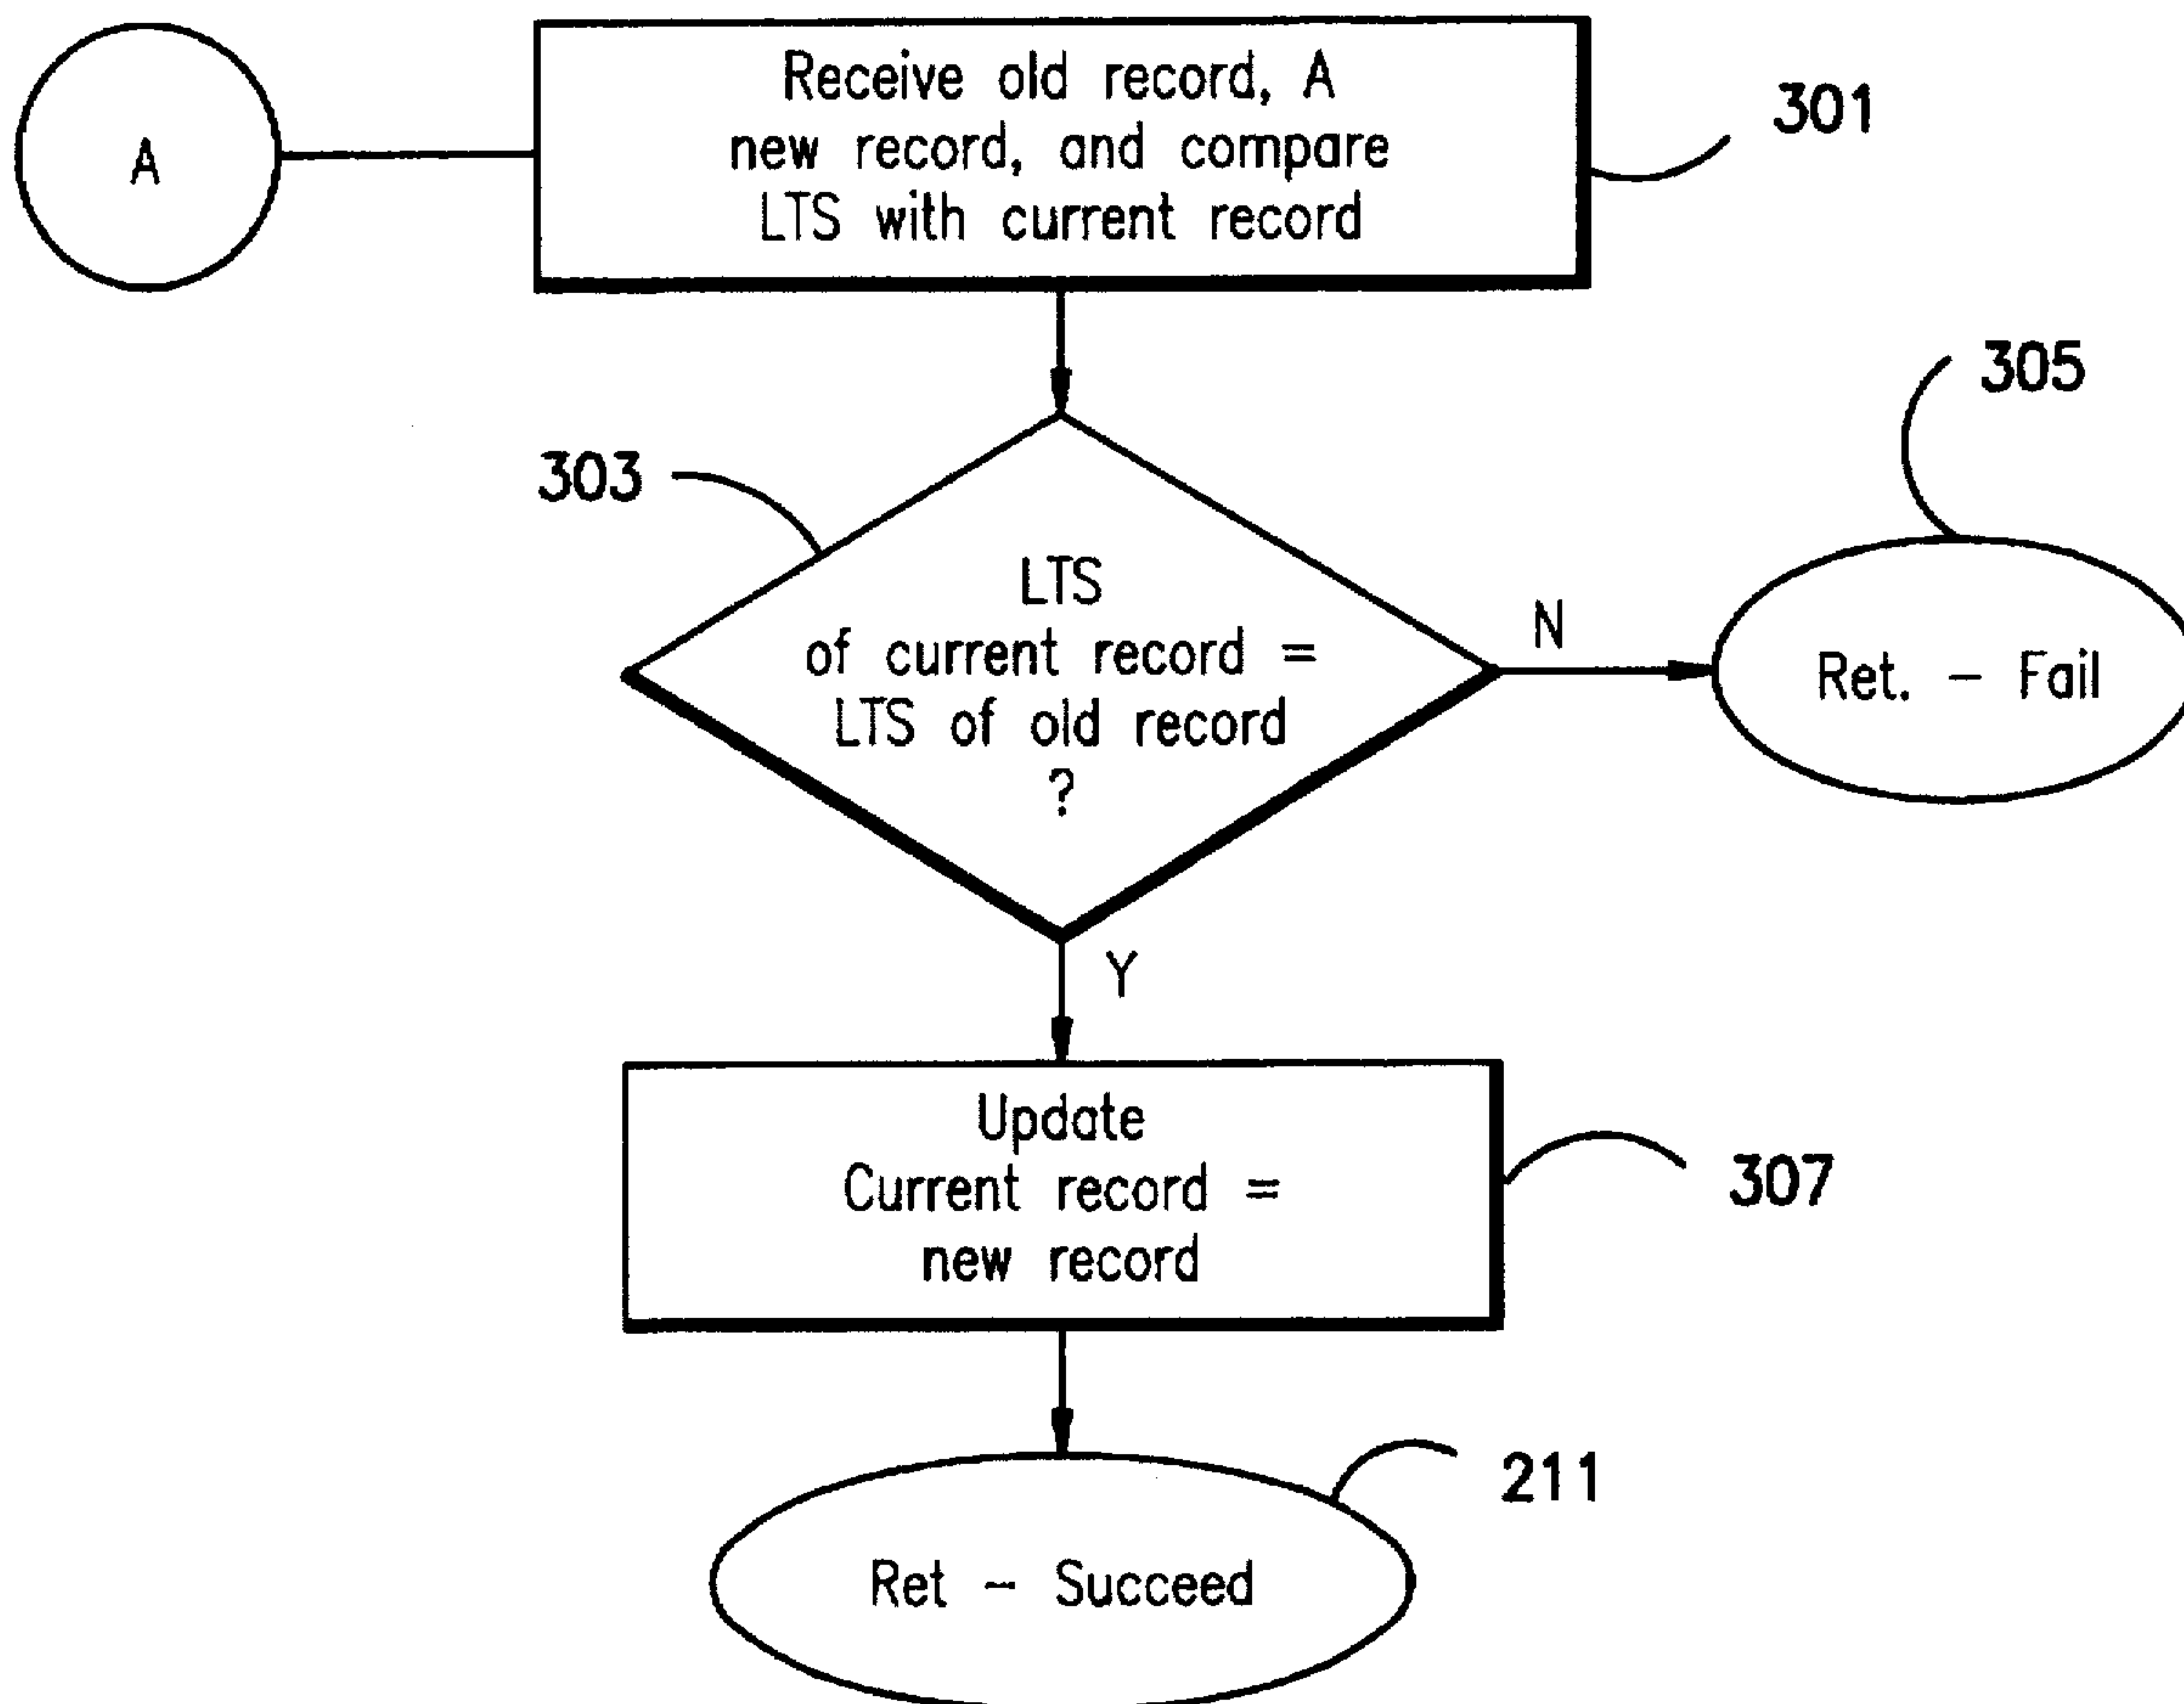 A
Receive old record, A
new record, and compare
LTS with current record
301
305
303
LTS
of current record =
LTS of old record
?
N
Ret. - Fail
Y
Update
Current record =
new record
307
211
Ret - Succeed